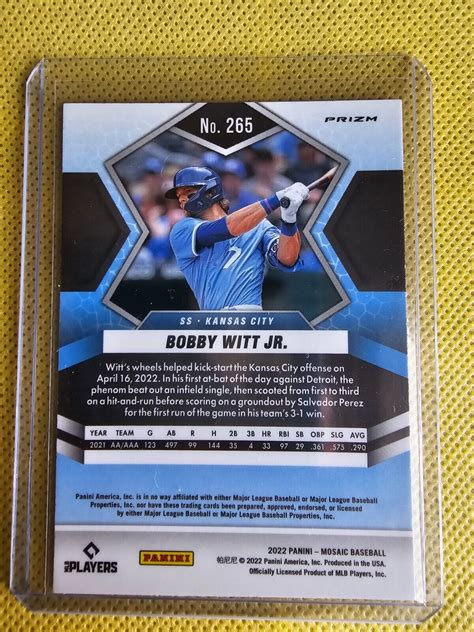 No. 265
PRIZM
7
SS · KANSAS CITY
BOBBY WITT JR.
Witt's wheels helped kick-start the Kansas City offense on
April 16, 2022. In his first at-bat of the day against Detroit, the
phenom beat out an infield single, then scooted from first to third
on a hit-and-run before scoring on a groundout by Salvador Perez
for the first run of the game in his team's 3-1 win.
YEAR TEAM G AB R H 2B 3B HR RBI SB OBP SLG AVG
2021 AA/AAA 123 497 99 144 35 4 33 97 29 .361 .575 .290
Panini America, Inc. is in no way affiliated with either Major League Baseball or Major League Baseball
Properties, Inc., nor have these trading cards been prepared, approved, endorsed, or licensed
by either Major League Baseball or Major League Baseball Properties, Inc.
MLB PLAYERS
PANINI
2022 PANINI – MOSAIC BASEBALL
帕尼尼 © 2022 Panini America, Inc. Produced in the USA.
Officially Licensed Product of MLB Players, Inc.